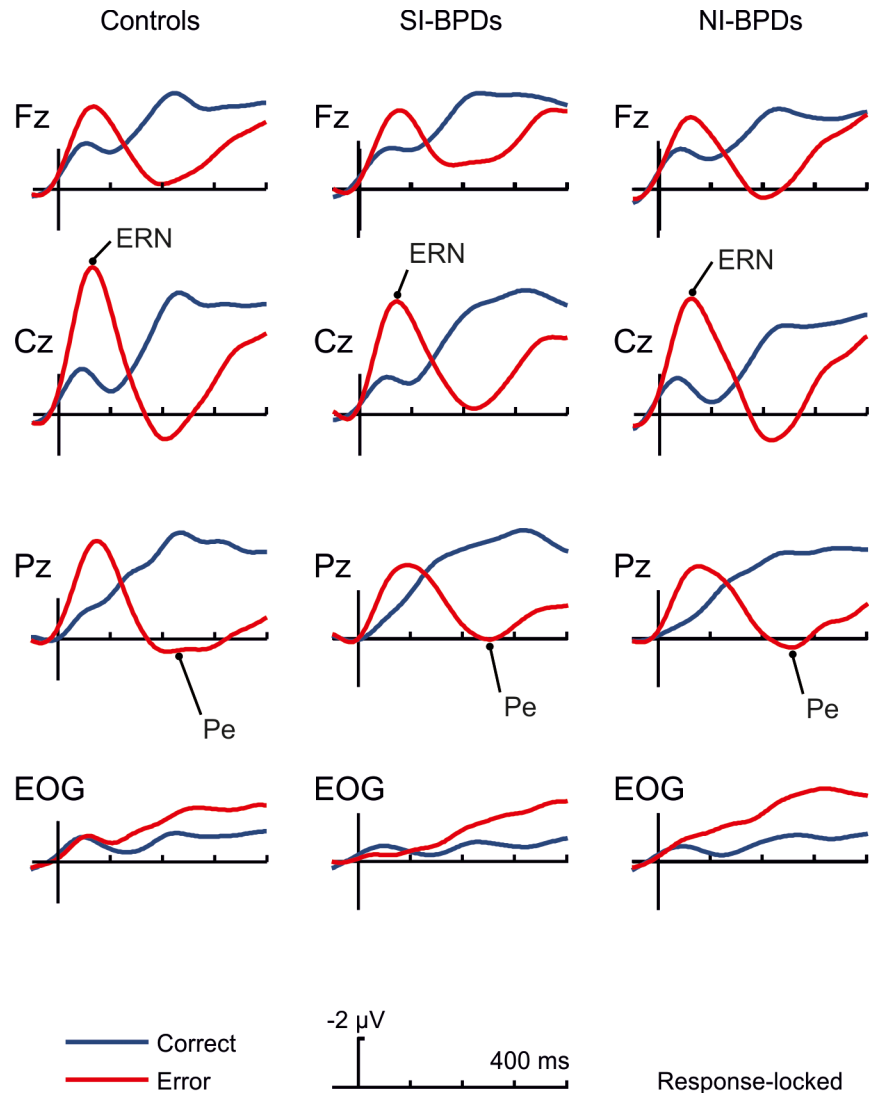 Controls SI-BPDs NI-BPDs
Fz Fz Fz
ERN ERN ERN
Cz Cz Cz
Pz Pz Pz
Pe Pe Pe
EOG EOG EOG
-2 µV
Correct 400 ms
Error Response-locked